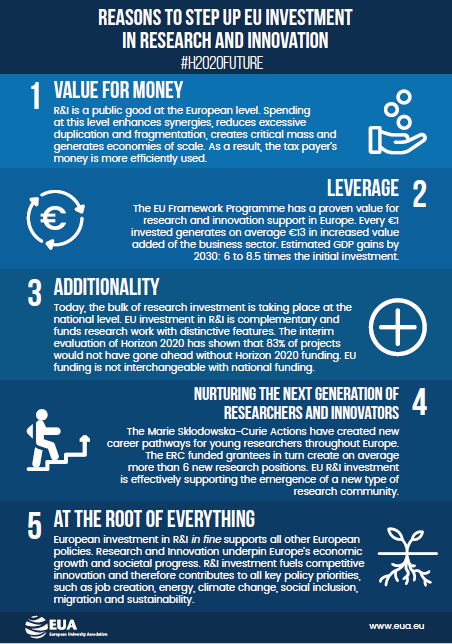 REASONS TO STEP UP EU INVESTMENT
IN RESEARCH AND INNOVATION
#H2020FUTURE
1 VALUE FOR MONEY
R&I is a public good at the European level. Spending
at this level enhances synergies, reduces excessive
duplication and fragmentation, creates critical mass and
generates economies of scale. As a result, the tax payer's
money is more efficiently used.
LEVERAGE 2
The EU Framework Programme has a proven value for
research and innovation support in Europe. Every €1
invested generates on average €13 in increased value
added of the business sector. Estimated GDP gains by
2030: 6 to 8.5 times the initial investment.
€
3 ADDITIONALITY
Today, the bulk of research investment is taking place at the
national level. EU investment in R&I is complementary and
funds research work with distinctive features. The interim
evaluation of Horizon 2020 has shown that 83% of projects
would not have gone ahead without Horizon 2020 funding. EU
funding is not interchangeable with national funding.
NURTURING THE NEXT GENERATION OF
RESEARCHERS AND INNOVATORS 4
The Marie Skłodowska-Curie Actions have created new
career pathways for young researchers throughout Europe.
The ERC funded grantees in turn create on average
more than 6 new research positions. EU R&I investment
is effectively supporting the emergence of a new type of
research community.
5 AT THE ROOT OF EVERYTHING
European investment in R&I in fine supports all other European
policies. Research and Innovation underpin Europe's economic
growth and societal progress. R&I investment fuels competitive
innovation and therefore contributes to all key policy priorities,
such as job creation, energy, climate change, social inclusion,
migration and sustainability.
EUA
European University Association
www.eua.eu